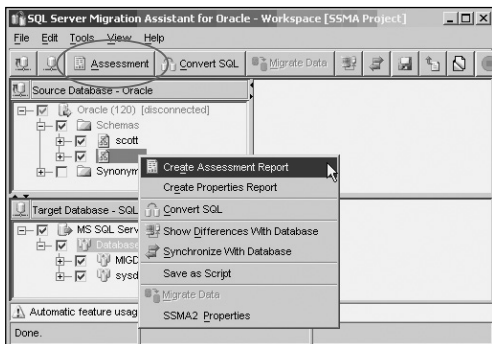 SQL Server Migration Assistant for Oracle - Workspace [SSMA Project]
File Edit Tools View Help
Assessment Convert SQL Migrate Data
Source Database - Oracle
Oracle (120) [disconnected]
Schemas
scott
Synonym
Create Assessment Report
Create Properties Report
Convert SQL
Show Differences With Database
Synchronize With Database
Save as Script
Migrate Data
SSMA2 Properties
Target Database - SQL
MS SQL Serv
Database
MIGD
sysd
Automatic feature usag
Done.